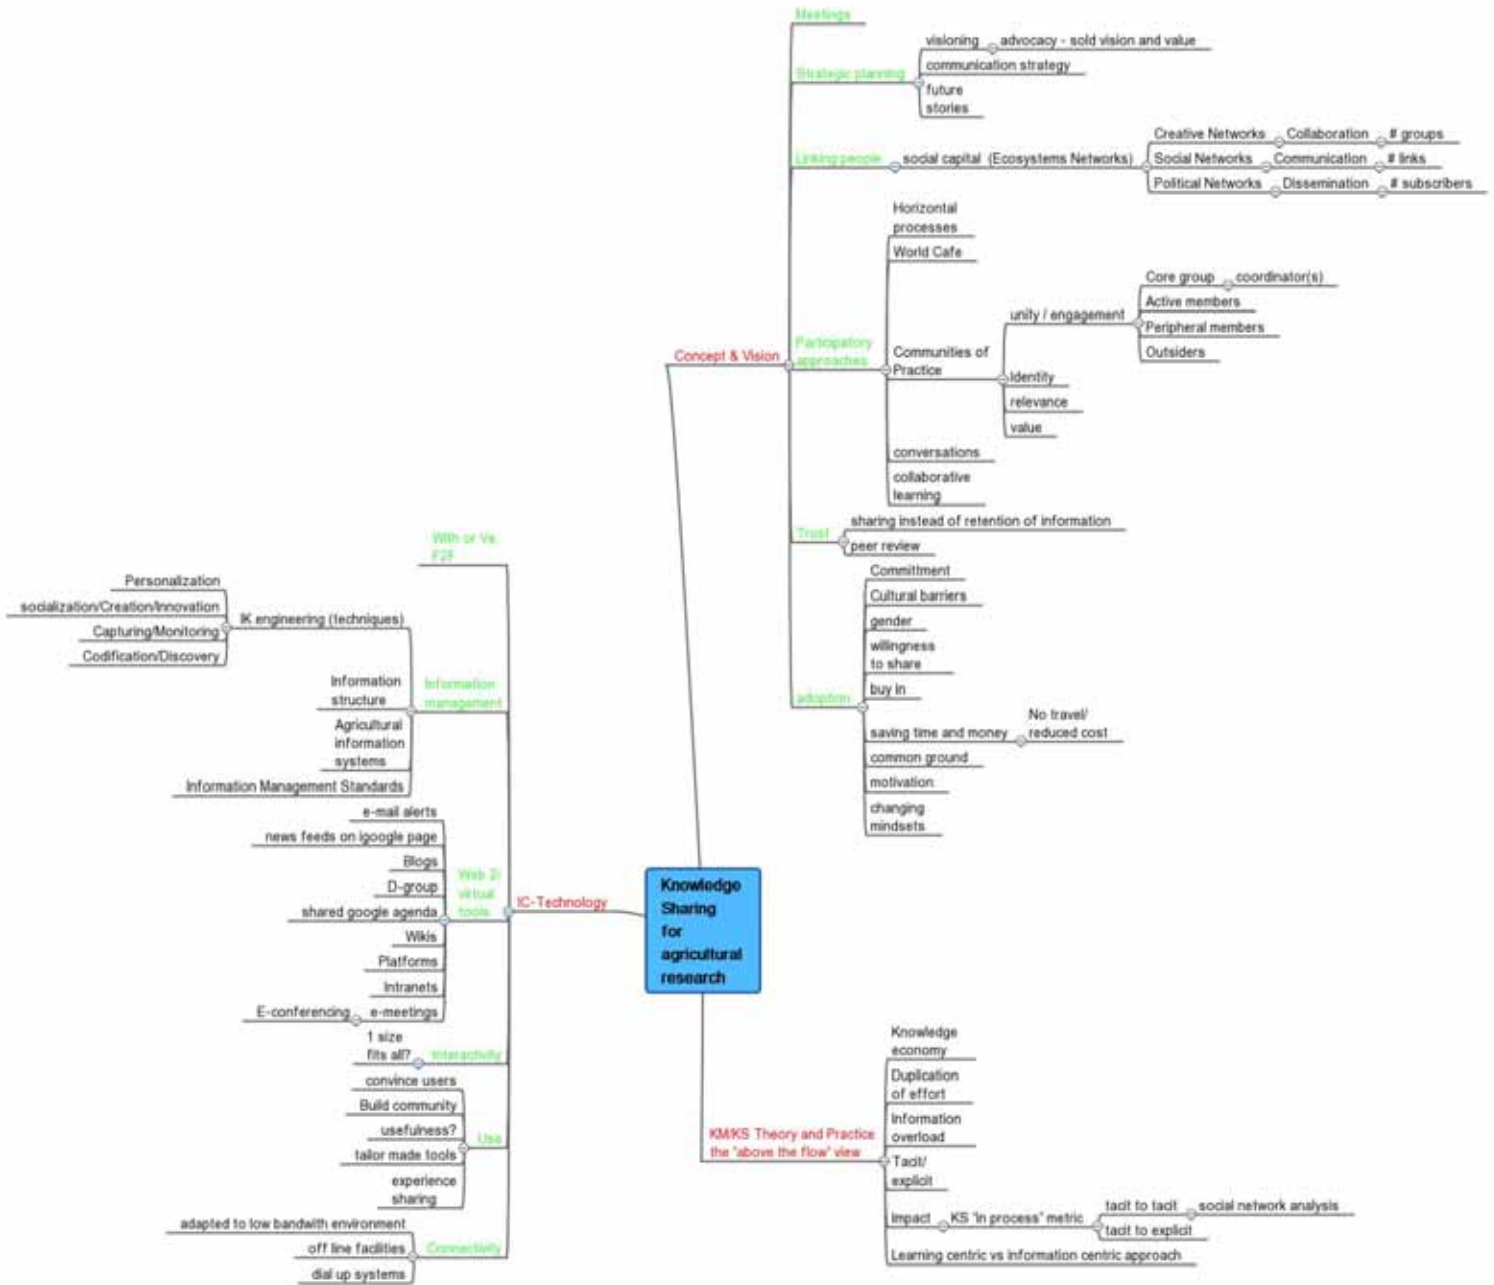 Knowledge
Sharing
for
agricultural
research
Concept & Vision
Meetings
Strategic planning
visioning
advocacy - sold vision and value
communication strategy
future
stories
Linking people
social capital (Ecosystems Networks)
Creative Networks
Collaboration
# groups
Social Networks
Communication
# links
Political Networks
Dissemination
# subscribers
Participatory
approaches
Horizontal
processes
World Cafe
Communities of
Practice
unity / engagement
Core group
coordinator(s)
Active members
Peripheral members
Outsiders
Identity
relevance
value
conversations
collaborative
learning
Trust
sharing instead of retention of information
peer review
adoption
Committment
Cultural barriers
gender
willingness
to share
buy in
saving time and money
No travel/
reduced cost
common ground
motivation
changing
mindsets
IC-Technology
With or Vs
F2F
Information
management
IK engineering (techniques)
Personalization
socialization/Creation/Innovation
Capturing/Monitoring
Codification/Discovery
Information
structure
Agricultural
information
systems
Information Management Standards
Web 2/
virtual
tools
e-mail alerts
news feeds on igoogle page
Blogs
D-group
shared google agenda
Wikis
Platforms
Intranets
e-meetings
E-conferencing
Interactivity
1 size
fits all?
Use
convince users
Build community
usefulness?
tailor made tools
experience
sharing
Connectivity
adapted to low bandwith environment
off line facilities
dial up systems
KM/KS Theory and Practice
the "above the flow" view
Knowledge
economy
Duplication
of effort
Information
overload
Tacit/
explicit
Impact
KS "in process" metric
tacit to tacit
social network analysis
tacit to explicit
Learning centric vs information centric approach